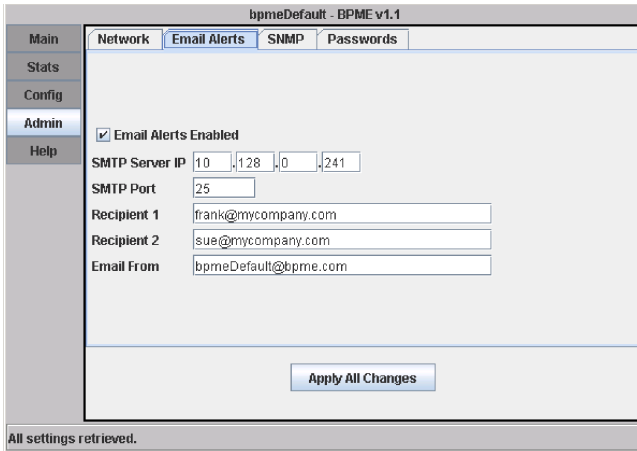 bpmeDefault - BPME v1.1
Main
Stats
Config
Admin
Help
Network Email Alerts SNMP Passwords
Email Alerts Enabled
SMTP Server IP 10 .128 .0 .241
SMTP Port 25
Recipient 1 frank@mycompany.com
Recipient 2 sue@mycompany.com
Email From bpmeDefault@bpme.com
Apply All Changes
All settings retrieved.